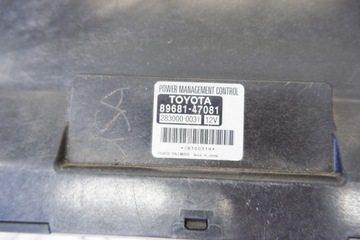 POWER MANAGEMENT CONTROL
TOYOTA
89681-47081
283000-0031 12V